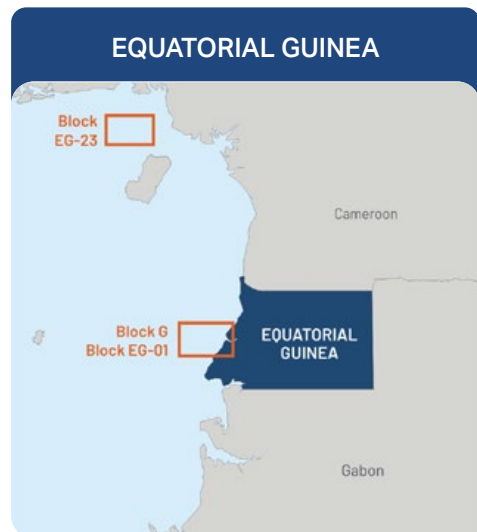 EQUATORIAL GUINEA
Block
EG-23
Cameroon
Block G
Block EG-01
EQUATORIAL
GUINEA
Gabon